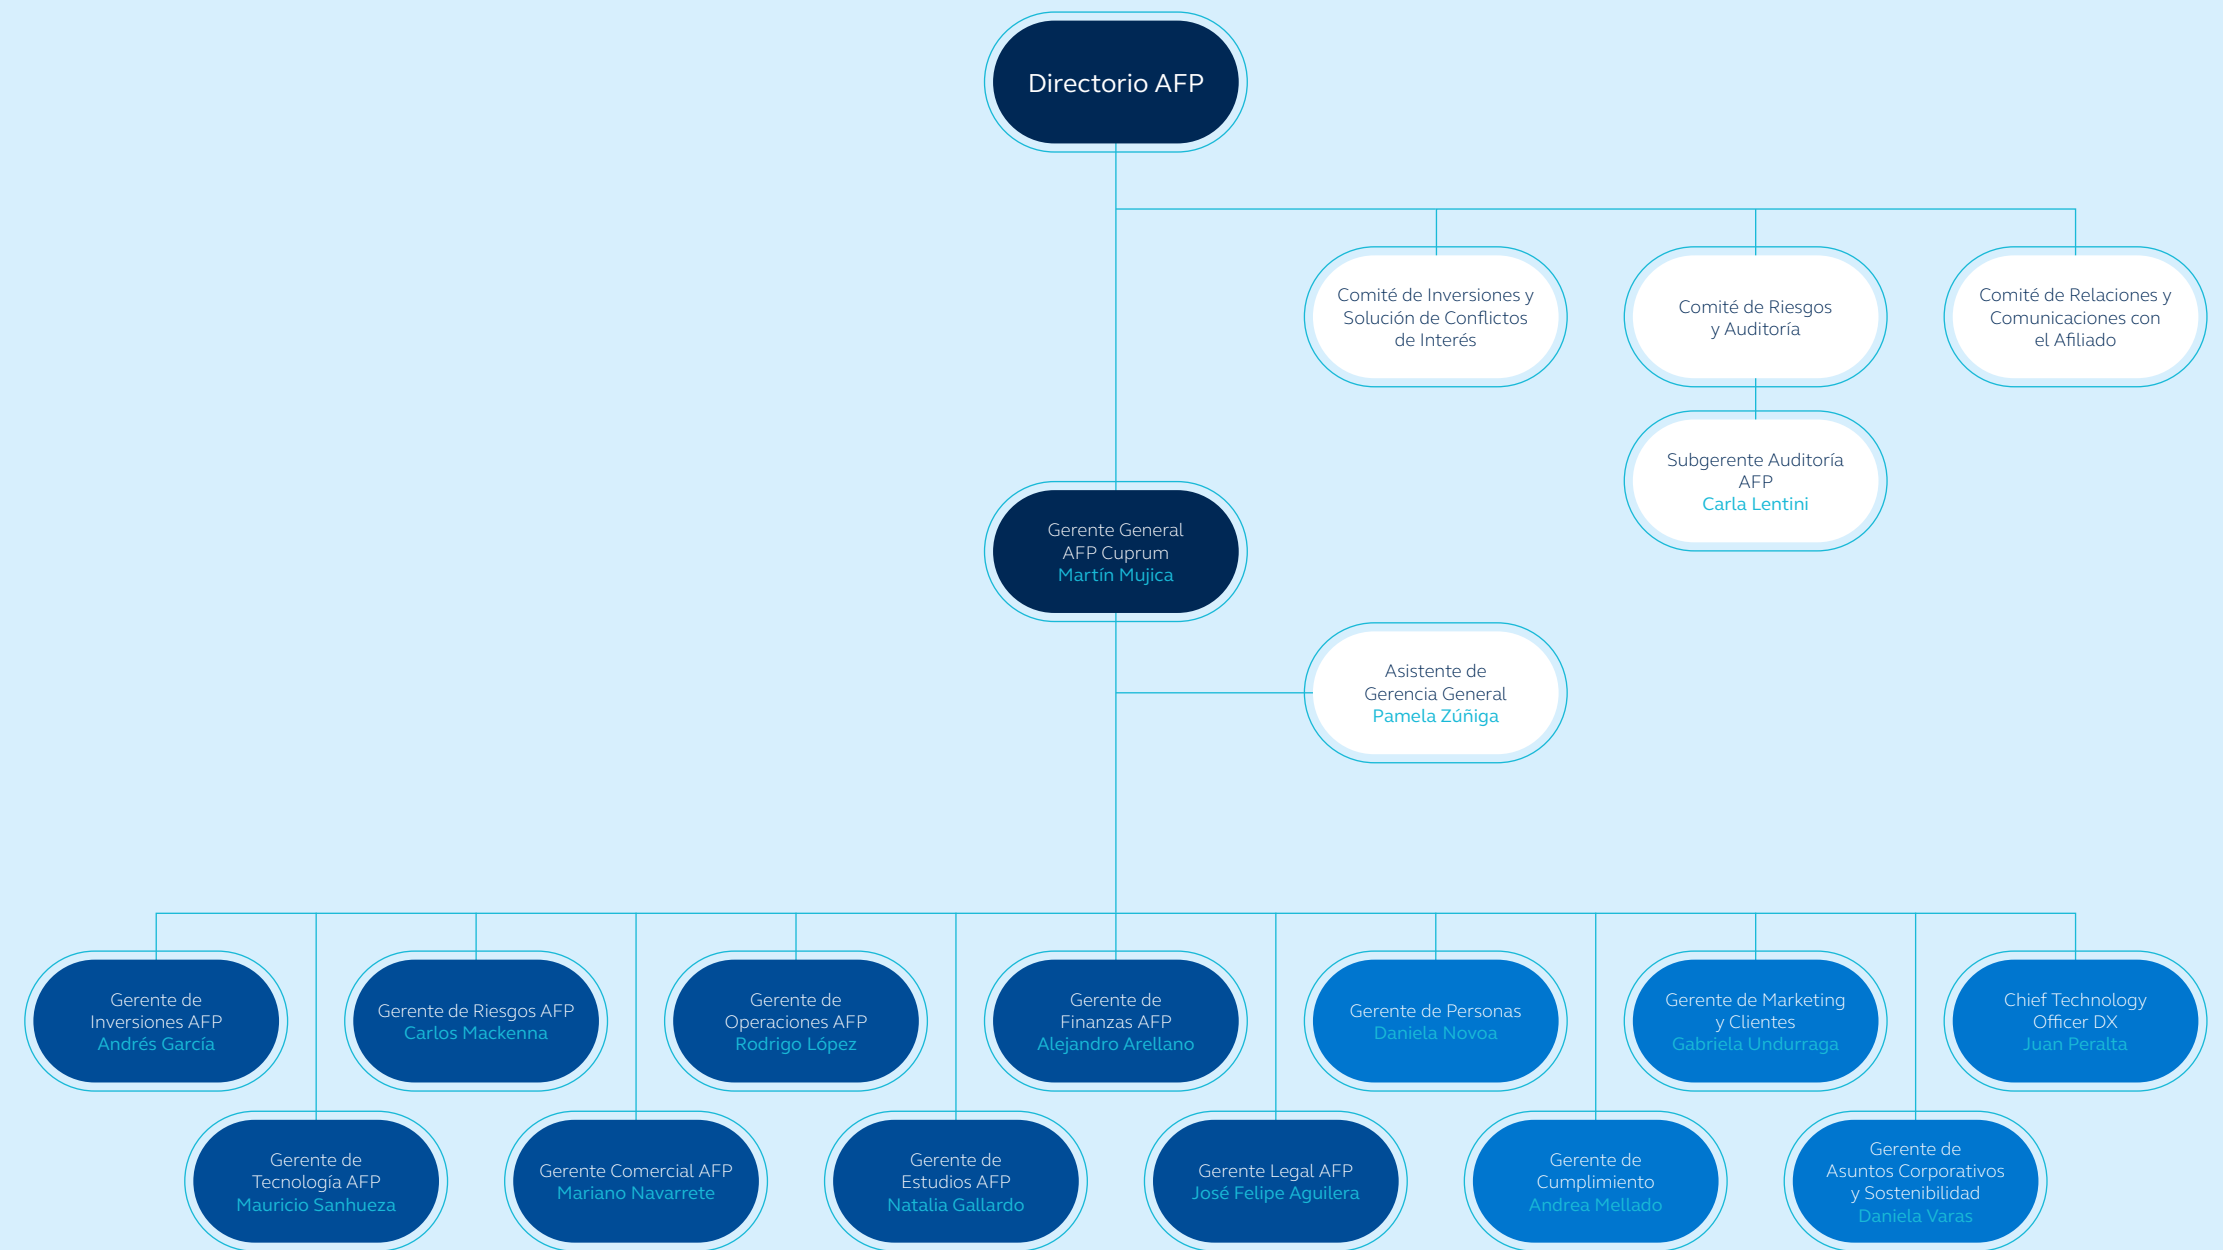 Directorio AFP
Comité de Inversiones y
Solución de Conflictos
de Interés
Comité de Riesgos
y Auditoría
Comité de Relaciones y
Comunicaciones con
el Afiliado
Subgerente Auditoría
AFP
Carla Lentini
Gerente General
AFP Cuprum
Martín Mujica
Asistente de
Gerencia General
Pamela Zúñiga
Gerente de
Inversiones AFP
Andrés García
Gerente de Riesgos AFP
Carlos Mackenna
Gerente de
Operaciones AFP
Rodrigo López
Gerente de
Finanzas AFP
Alejandro Arellano
Gerente de Personas
Daniela Novoa
Gerente de Marketing
y Clientes
Gabriela Undurraga
Chief Technology
Officer DX
Juan Peralta
Gerente de
Tecnología AFP
Mauricio Sanhueza
Gerente Comercial AFP
Mariano Navarrete
Gerente de
Estudios AFP
Natalia Gallardo
Gerente Legal AFP
José Felipe Aguilera
Gerente de
Cumplimiento
Andrea Mellado
Gerente de
Asuntos Corporativos
y Sostenibilidad
Daniela Varas